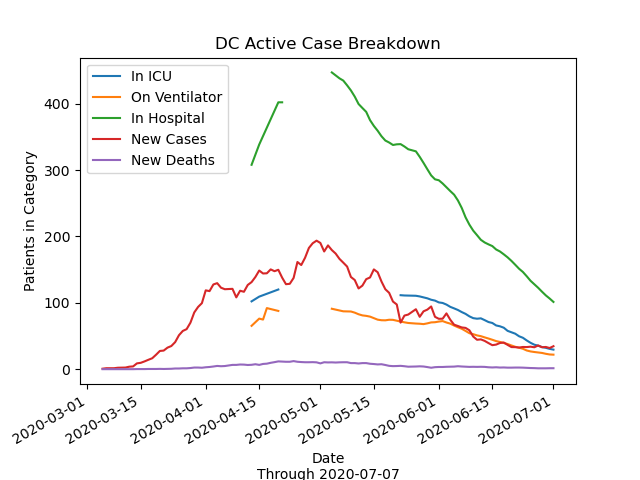 DC Active Case Breakdown
In ICU
On Ventilator
In Hospital
New Cases
New Deaths
Patients in Category
400
300
200
100
0
2020-03-01
2020-03-15
2020-04-01
2020-04-15
2020-05-01
2020-05-15
2020-06-01
2020-06-15
2020-07-01
Date
Through 2020-07-07